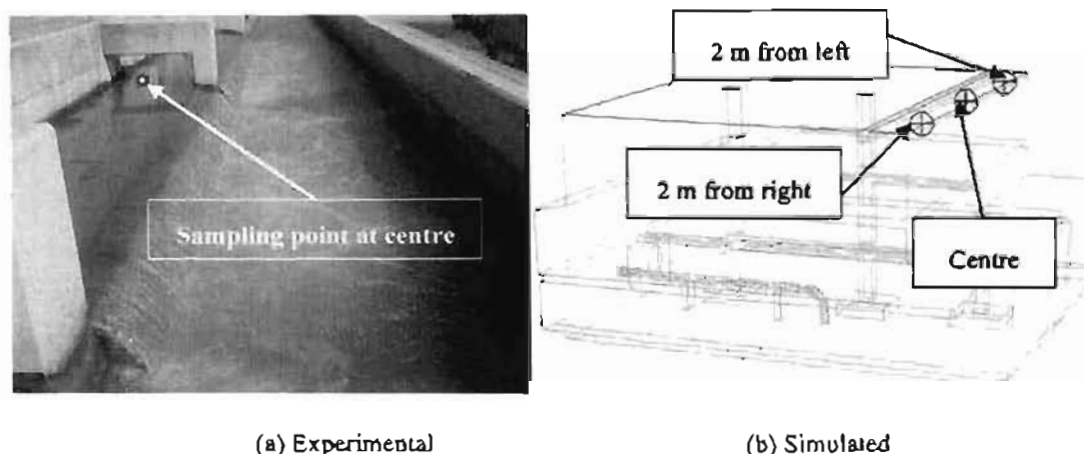 2 m from left
2 m from right
Sampling point at centre
Centre
(a) Experimental
(b) Simulated